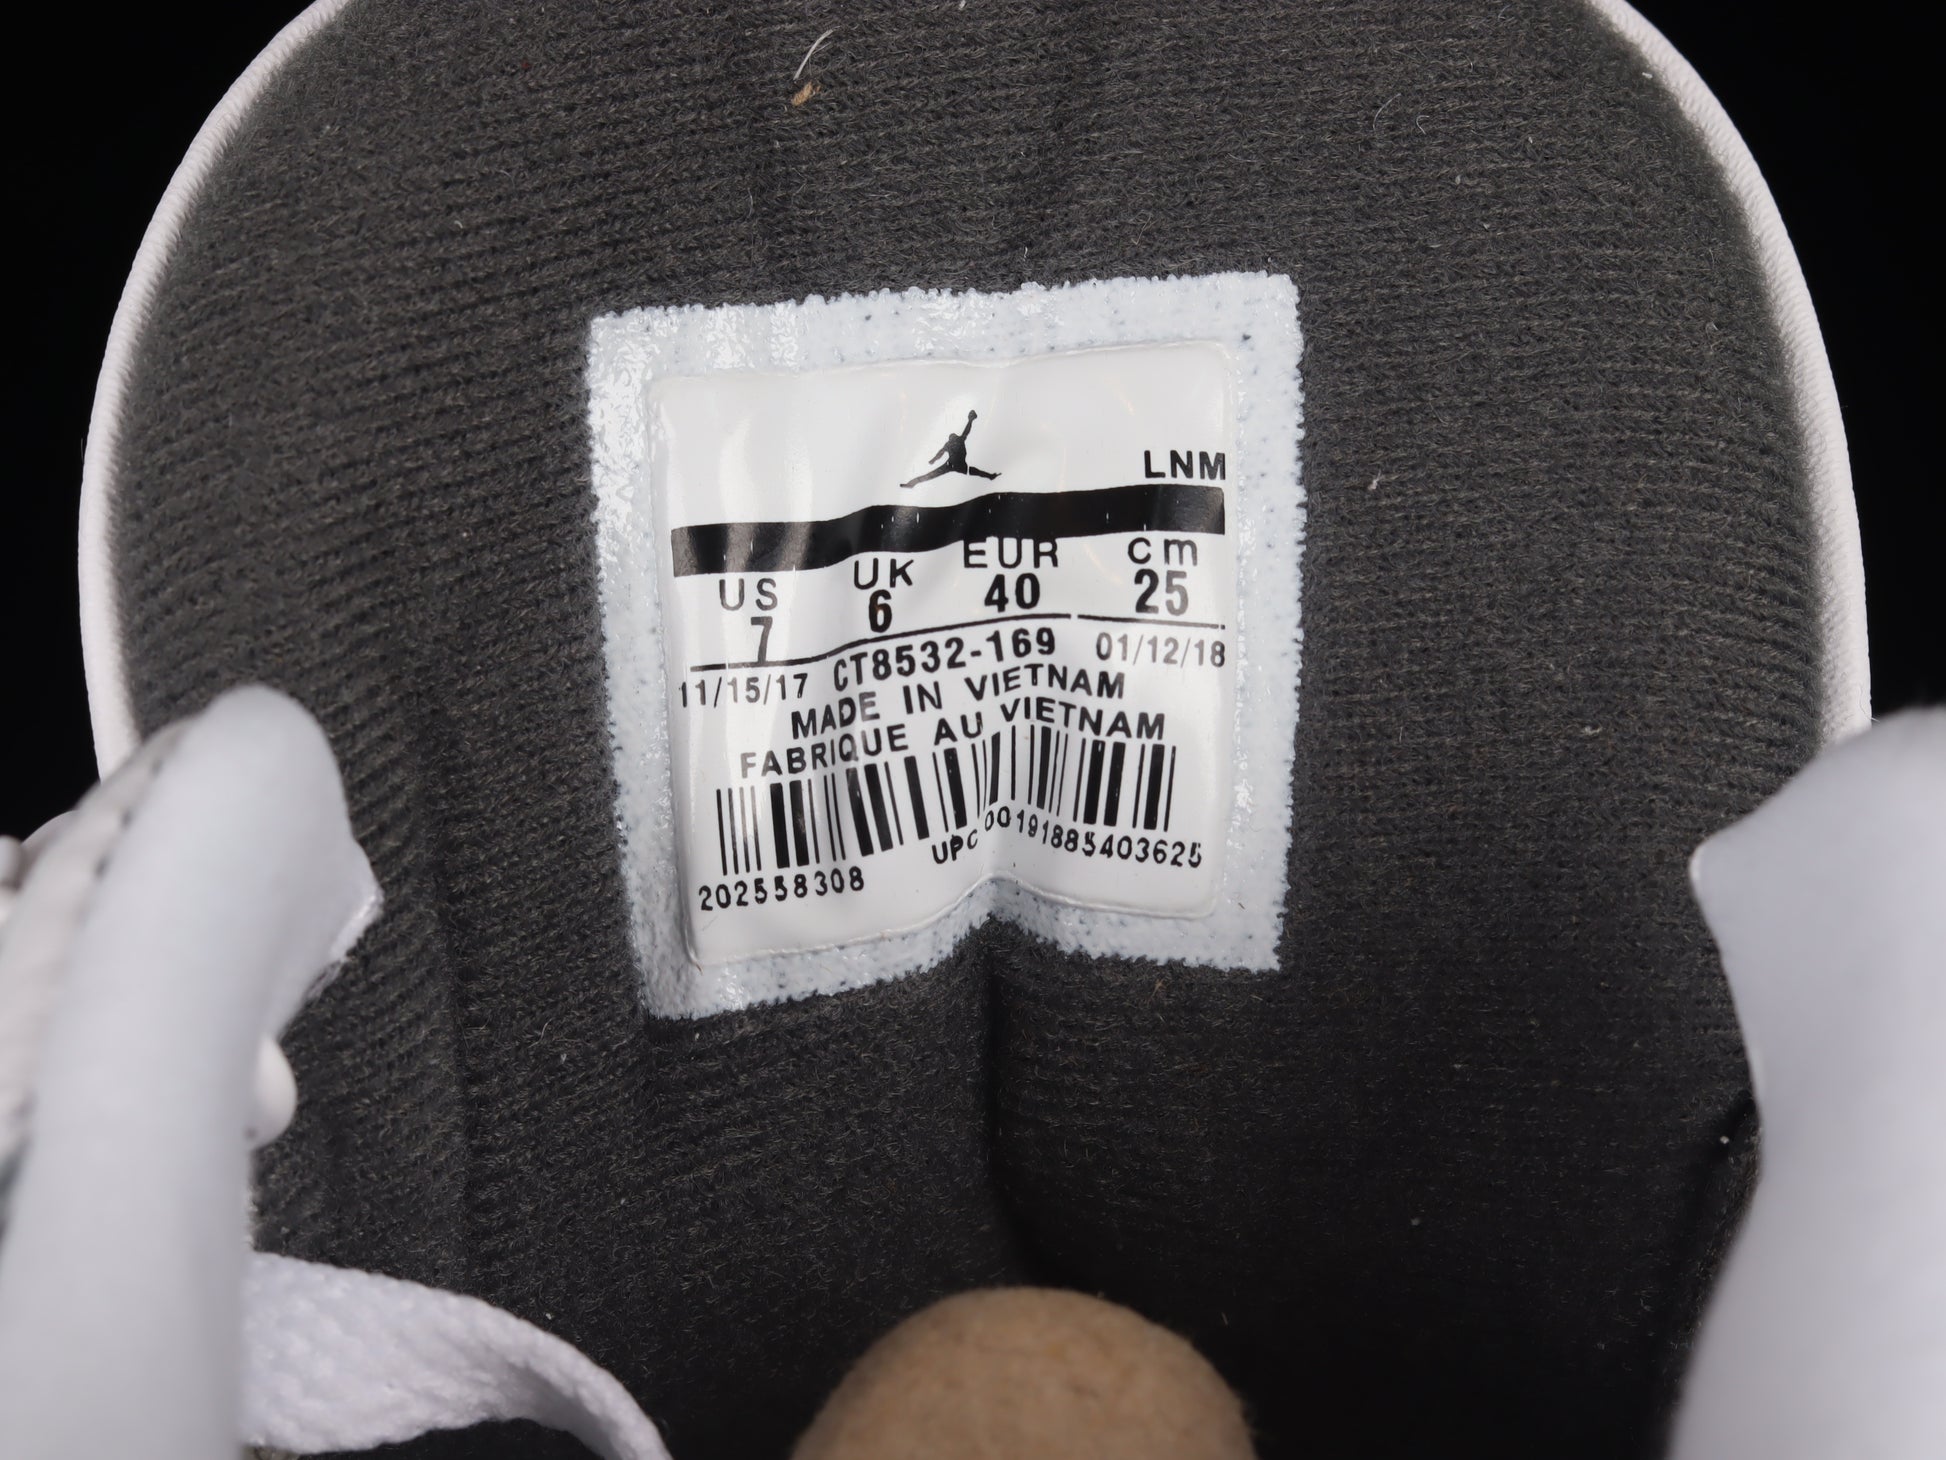 LNM
US UK EUR cm
7 6 40 25
11/15/17 CT8532-169 01/12/18
MADE IN VIETNAM
FABRIQUE AU VIETNAM
202558308 UPC 00191885403625